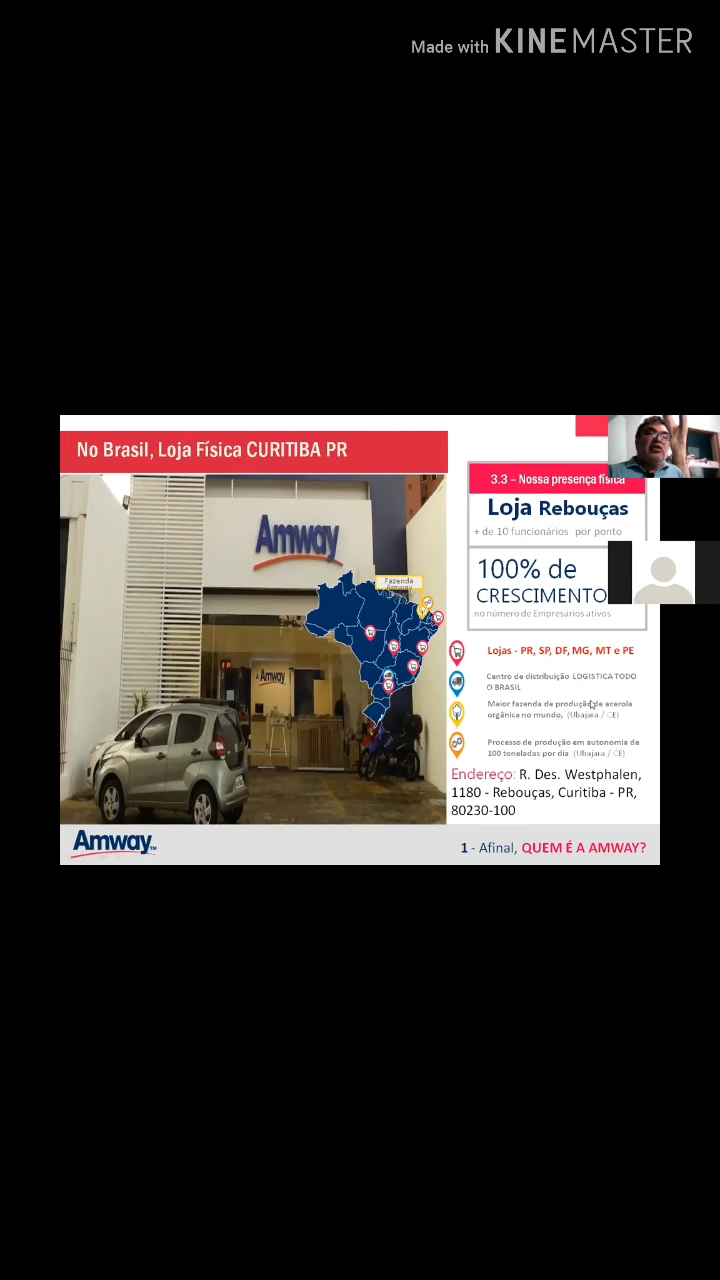 Made with KINEMASTER
No Brasil, Loja Física CURITIBA PR
3.3 – Nossa presença física
Loja Rebouças
+ de 10 funcionários por ponto
100% de
CRESCIMENTO
no número de Empresários ativos
Amway
Fazenda
Amway
Amway
Lojas - PR, SP, DF, MG, MT e PE
Centro de distribuição LOGISTICA TODO
O BRASIL
Maior fazenda de produção de acerola
orgânica no mundo, (Ubajara / CE)
Processo de produção em autonomia de
100 toneladas por dia (Ubajara / CE)
Endereço: R. Des. Westphalen,
1180 - Rebouças, Curitiba - PR,
80230-100
Amway™
1 - Afinal, QUEM É A AMWAY?